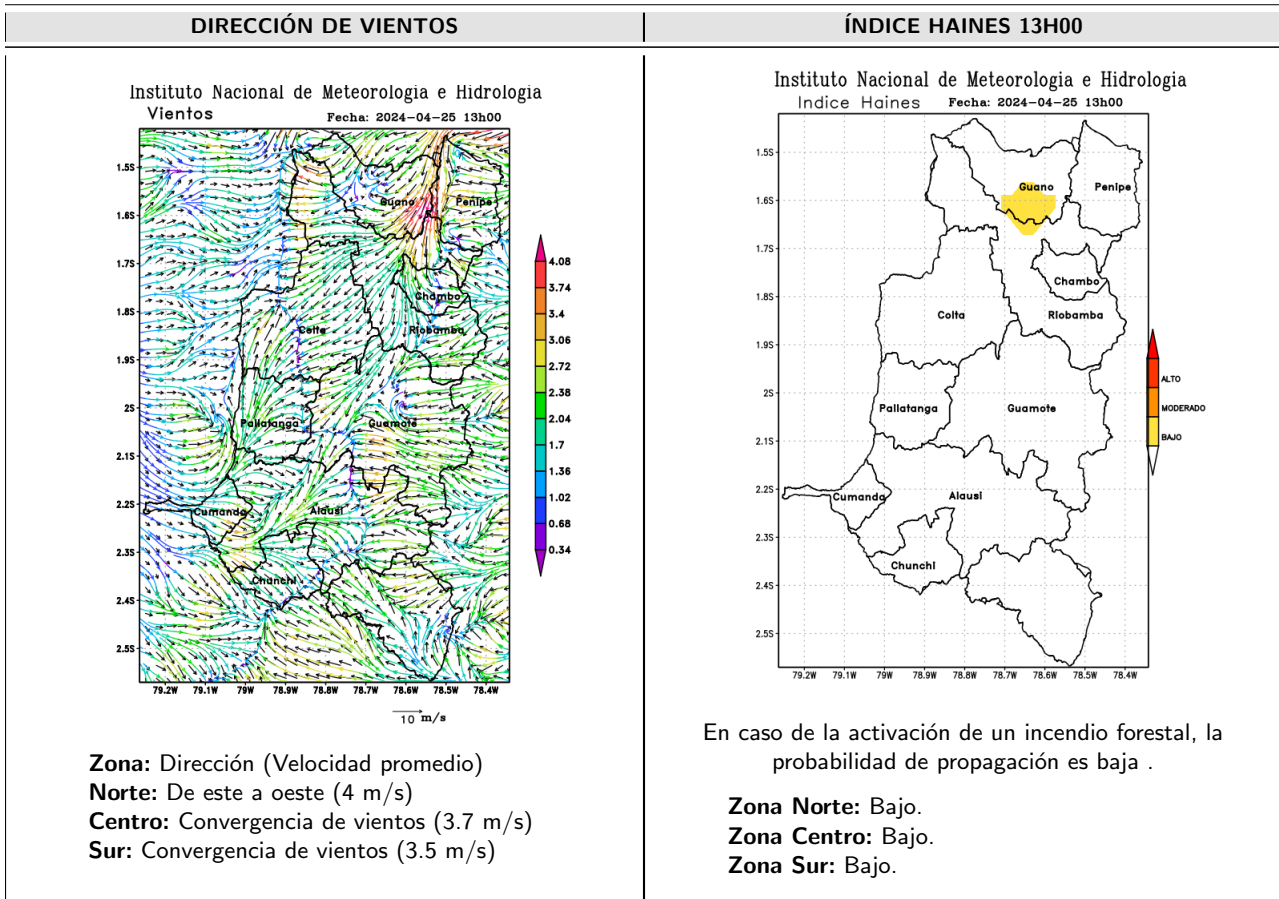 DIRECCIÓN DE VIENTOS
ÍNDICE HAINES 13H00
Instituto Nacional de Meteorologia e Hidrologia
Vientos
Fecha: 2024-04-25 13h00
1.5S
1.6S
1.7S
1.8S
1.9S
2S
2.1S
2.2S
2.3S
2.4S
2.5S
79.2W 79.1W 79W 78.9W 78.8W 78.7W 78.6W 78.5W 78.4W
Guano
Penipe
Chambo
Riobamba
Colta
Pallatanga
Guamote
Cumanda
Alausi
Chunchi
4.08
3.74
3.4
3.06
2.72
2.38
2.04
1.7
1.36
1.02
0.68
0.34
10 m/s
Zona: Dirección (Velocidad promedio)
Norte: De este a oeste (4 m/s)
Centro: Convergencia de vientos (3.7 m/s)
Sur: Convergencia de vientos (3.5 m/s)
Instituto Nacional de Meteorologia e Hidrologia
Indice Haines
Fecha: 2024-04-25 13h00
1.5S
1.6S
1.7S
1.8S
1.9S
2S
2.1S
2.2S
2.3S
2.4S
2.5S
79.2W 79.1W 79W 78.9W 78.8W 78.7W 78.6W 78.5W 78.4W
Guano
Penipe
Chambo
Colta
Riobamba
Pallatanga
Guamote
Cumanda
Alausi
Chunchi
ALTO
MODERADO
BAJO
En caso de la activación de un incendio forestal, la
probabilidad de propagación es baja .
Zona Norte: Bajo.
Zona Centro: Bajo.
Zona Sur: Bajo.